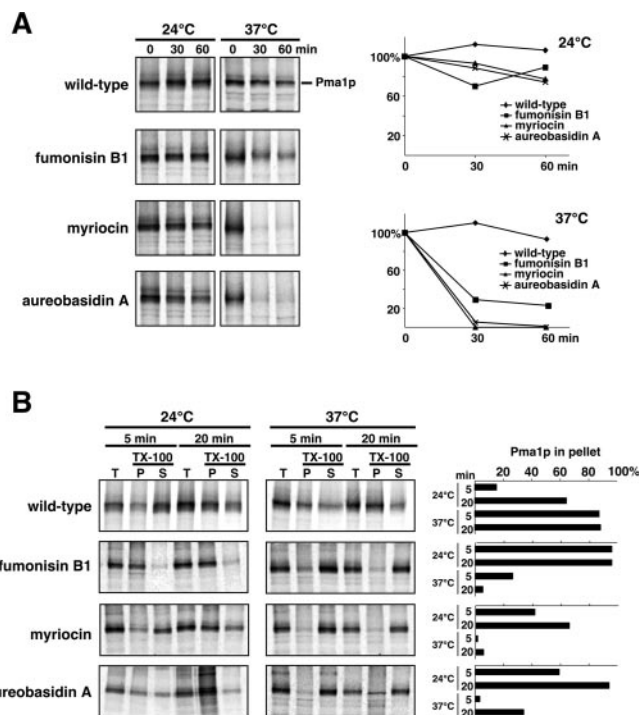 A
24°C 37°C
0 30 60 0 30 60 min
wild-type
Pma1p
fumonisin B1
myriocin
aureobasidin A
100%
60
20
24°C
wild-type
fumonisin B1
myriocin
aureobasidin A
0 30 60 min
100%
60
20
37°C
wild-type
fumonisin B1
myriocin
aureobasidin A
0 30 60 min
B
24°C 37°C
5 min 20 min 5 min 20 min
TX-100 TX-100 TX-100 TX-100
T P S T P S T P S T P S
wild-type
fumonisin B1
myriocin
ureobasidin A
Pma1p in pellet
min 20 40 60 80 100%
24°C 5
20
37°C 5
20
24°C 5
20
37°C 5
20
24°C 5
20
37°C 5
20
24°C 5
20
37°C 5
20